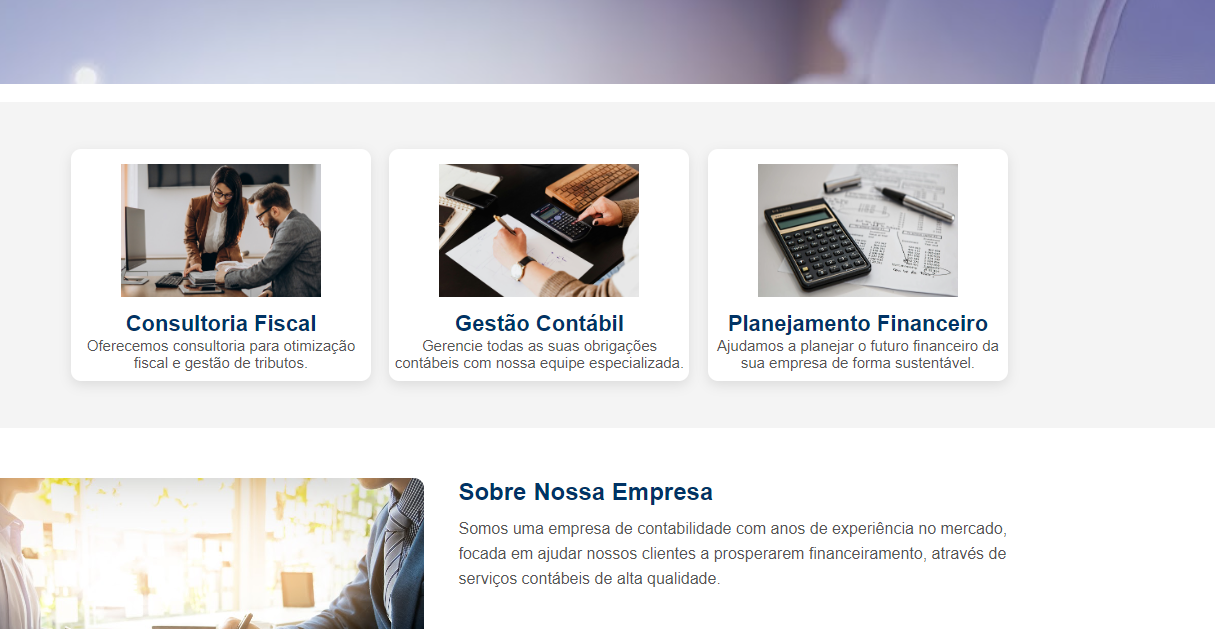 Consultoria Fiscal
Oferecemos consultoria para otimização
fiscal e gestão de tributos.
Gestão Contábil
Gerencie todas as suas obrigações
contábeis com nossa equipe especializada.
Planejamento Financeiro
Ajudamos a planejar o futuro financeiro da
sua empresa de forma sustentável.
Sobre Nossa Empresa
Somos uma empresa de contabilidade com anos de experiência no mercado,
focada em ajudar nossos clientes a prosperarem financeiramento, através de
serviços contábeis de alta qualidade.